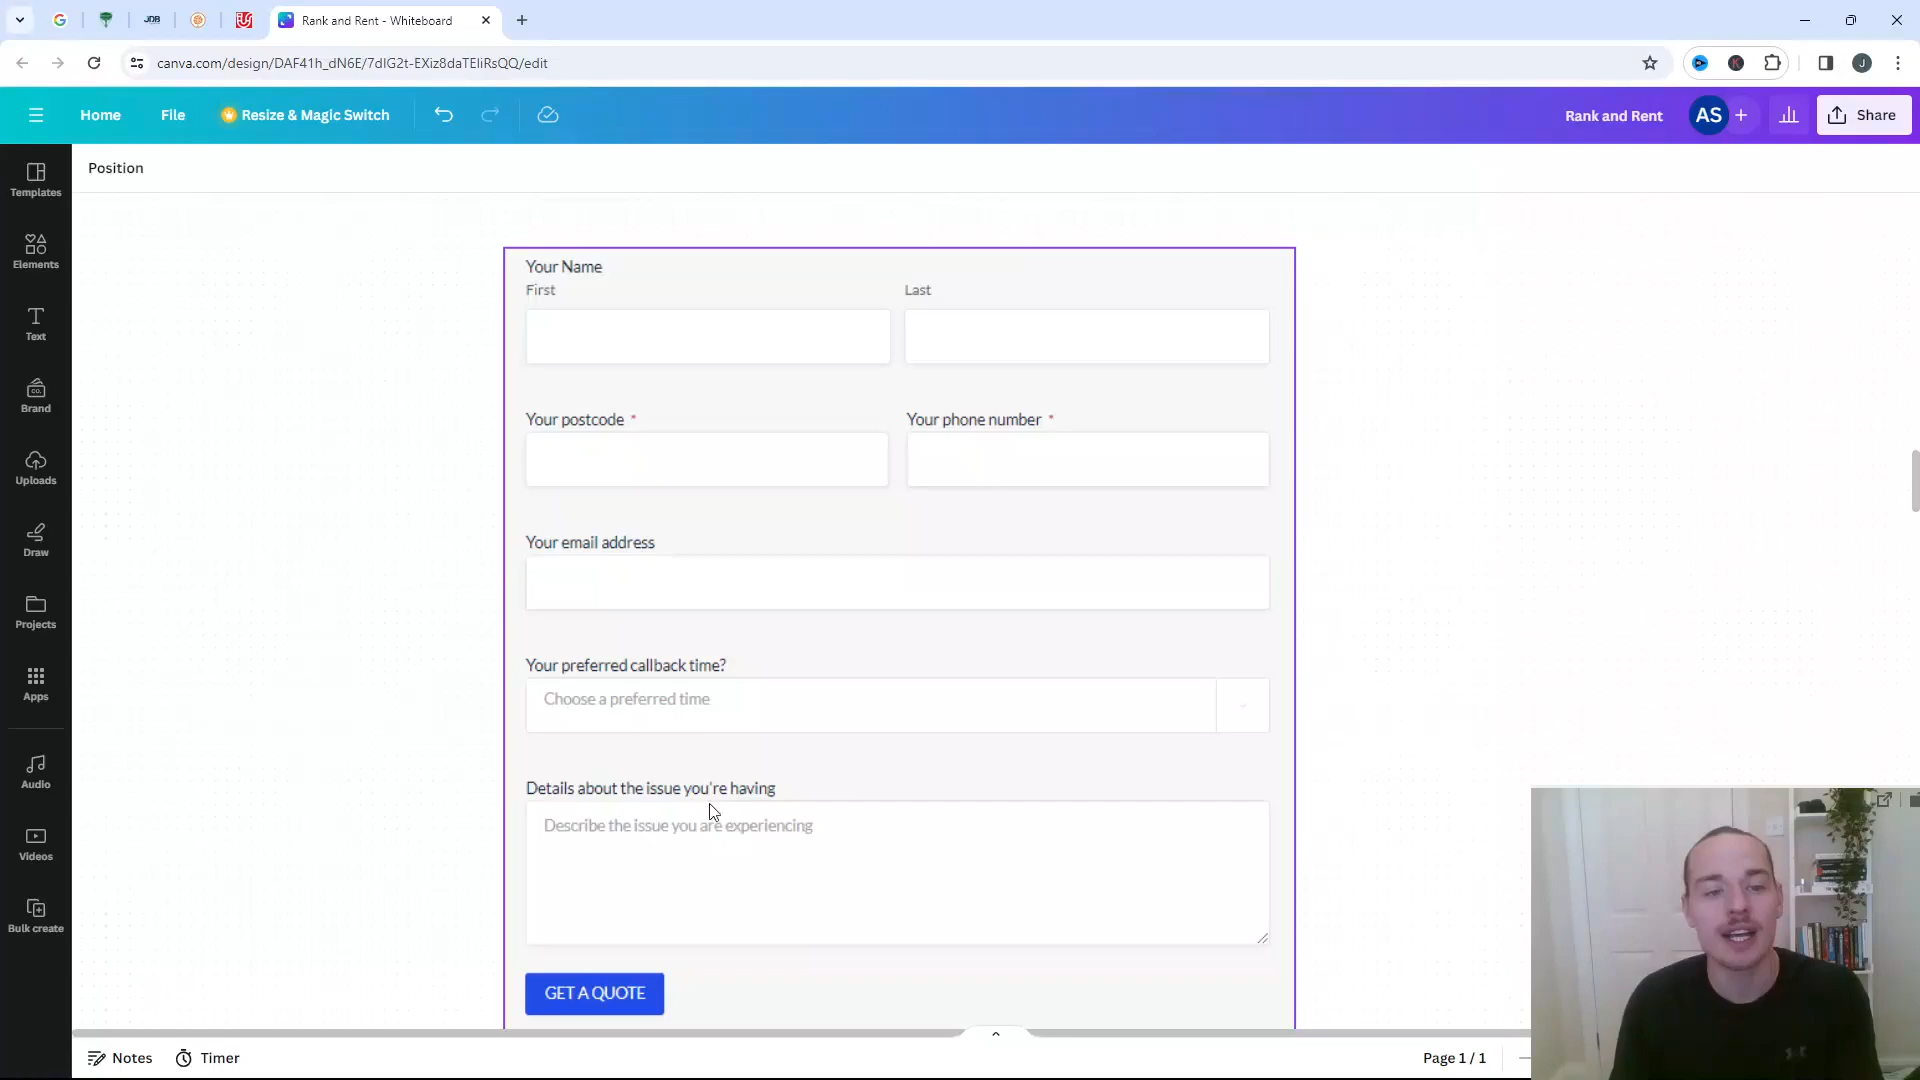 JDB
Rank and Rent - Whiteboard
canva.com/design/DAF41h_dN6E/7dIG2t-EXiz8daTEliRsQQ/edit
K
J
Home
File
Resize & Magic Switch
Rank and Rent
AS
Share
Position
Templates
Elements
Text
Brand
Uploads
Draw
Projects
Apps
Audio
Videos
Bulk create
Your Name
First
Last
Your postcode *
Your phone number *
Your email address
Your preferred callback time?
Choose a preferred time
Details about the issue you're having
Describe the issue you are experiencing
GET A QUOTE
Notes
Timer
Page 1 / 1